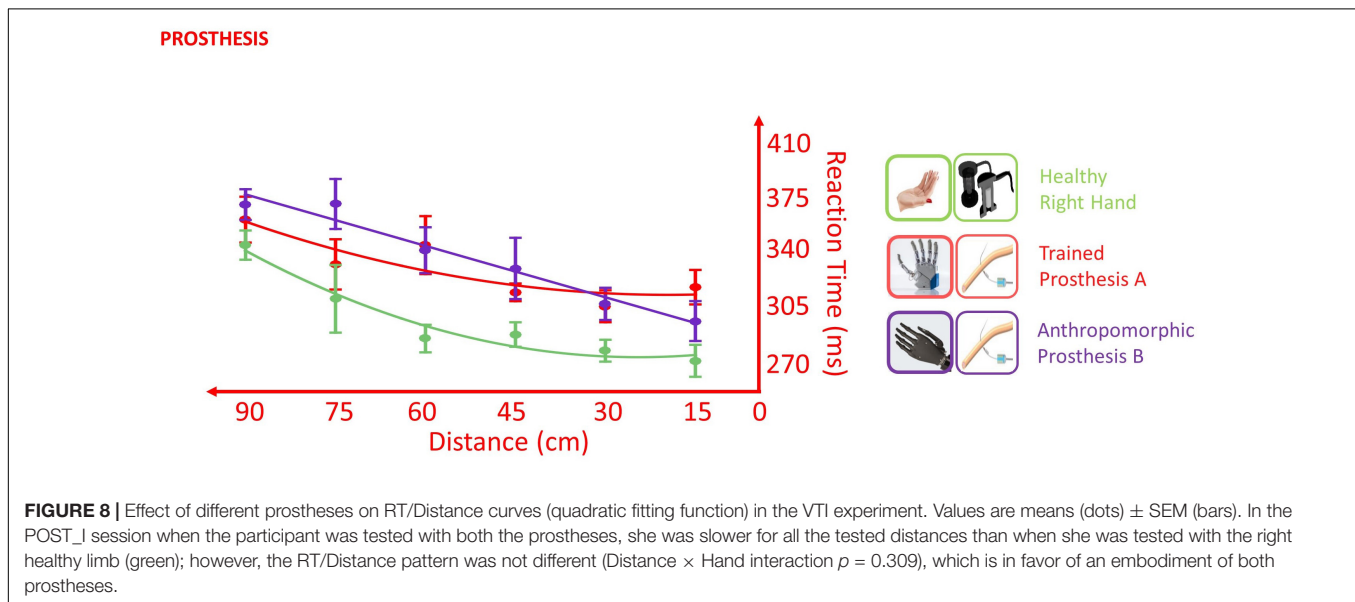 PROSTHESIS
410
375
340
305
270
Reaction Time (ms)
90 75 60 45 30 15 0
Distance (cm)
Healthy
Right Hand
Trained
Prosthesis A
Anthropomorphic
Prosthesis B
FIGURE 8 | Effect of different prostheses on RT/Distance curves (quadratic fitting function) in the VTI experiment. Values are means (dots) ± SEM (bars). In the
POST_I session when the participant was tested with both the prostheses, she was slower for all the tested distances than when she was tested with the right
healthy limb (green); however, the RT/Distance pattern was not different (Distance × Hand interaction p = 0.309), which is in favor of an embodiment of both
prostheses.